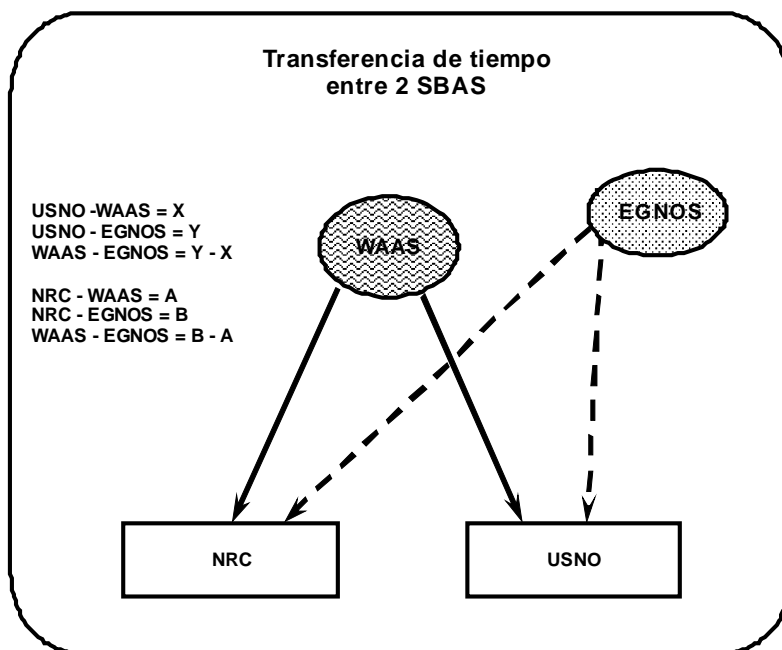 Transferencia de tiempo
entre 2 SBAS
USNO -WAAS = X
USNO - EGNOS = Y
WAAS - EGNOS = Y - X
NRC - WAAS = A
NRC - EGNOS = B
WAAS - EGNOS = B - A
WAAS
EGNOS
NRC
USNO